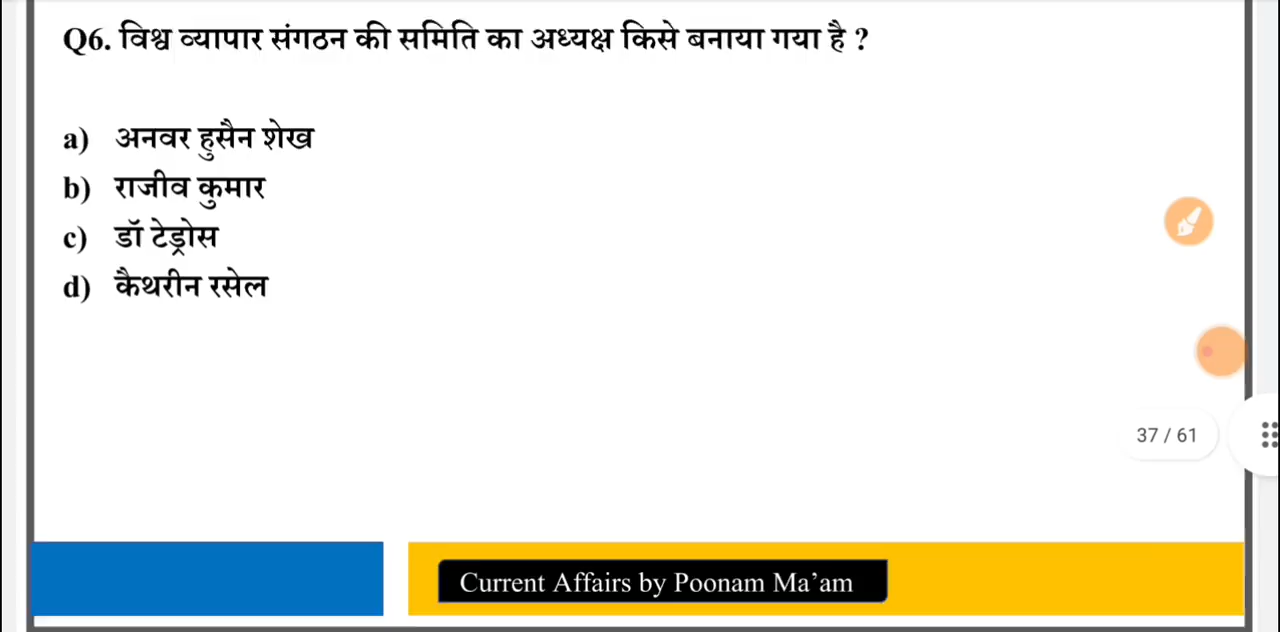 Q6. विश्व व्यापार संगठन की समिति का अध्यक्ष किसे बनाया गया है ?
a) अनवर हुसैन शेख
b) राजीव कुमार
c) डॉ टेड्रोस
d) कैथरीन रसेल
37 / 61
Current Affairs by Poonam Ma’am